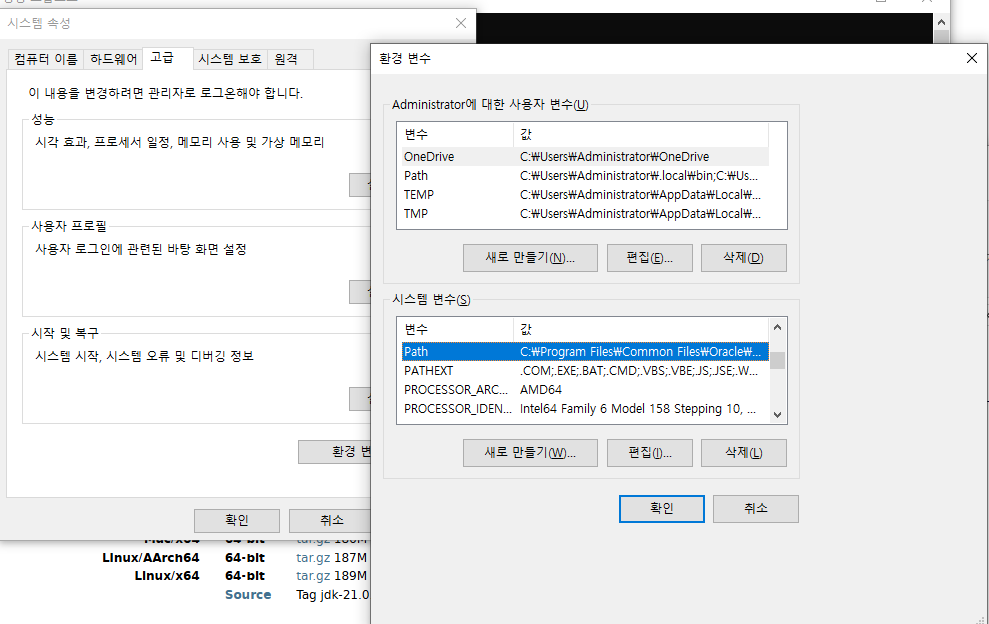 시스템 속성
컴퓨터 이름 하드웨어 고급 시스템 보호 원격
이 내용을 변경하려면 관리자로 로그온해야 합니다.
성능
시각 효과, 프로세서 일정, 메모리 사용 및 가상 메모리
사용자 프로필
사용자 로그인에 관련된 바탕 화면 설정
시작 및 복구
시스템 시작, 시스템 오류 및 디버깅 정보
환경 변
확인 취소
환경 변수
Administrator에 대한 사용자 변수(U)
변수 값
OneDrive C:₩Users₩Administrator₩OneDrive
Path C:₩Users₩Administrator₩.local₩bin;C:₩Us...
TEMP C:₩Users₩Administrator₩AppData₩Local₩...
TMP C:₩Users₩Administrator₩AppData₩Local₩...
새로 만들기(N)... 편집(E)... 삭제(D)
시스템 변수(S)
변수 값
Path C:₩Program Files₩Common Files₩Oracle₩...
PATHEXT .COM;.EXE;.BAT;.CMD;.VBS;.VBE;.JS;.JSE;.W...
PROCESSOR_ARC... AMD64
PROCESSOR_IDEN... Intel64 Family 6 Model 158 Stepping 10, ...
새로 만들기(W)... 편집(I)... 삭제(L)
확인 취소
Linux/AArch64 64-bit tar.gz 187M
Linux/x64 64-bit tar.gz 189M
Source Tag jdk-21.0